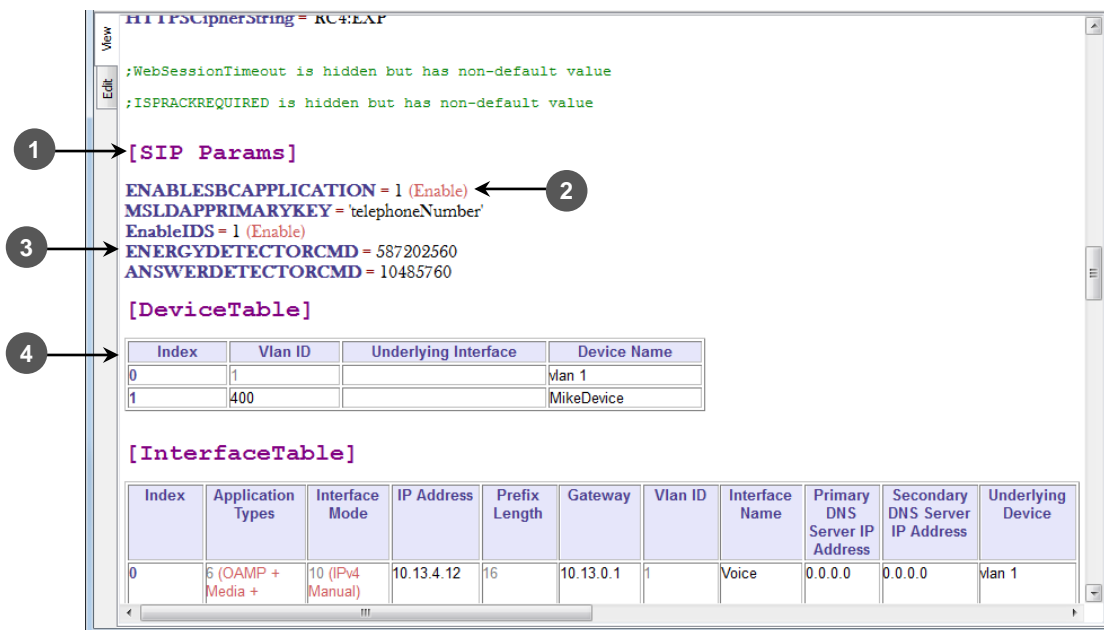 HTTPSCipherString = 'RC4:EXP'
View
Edit
;WebSessionTimeout is hidden but has non-default value
;ISPRACKREQUIRED is hidden but has non-default value
1
[SIP Params]
ENABLESBCAPPLICATION = 1 (Enable)
2
MSLDAPPRIMARYKEY = 'telephoneNumber'
EnableIDS = 1 (Enable)
3
ENERGYDETECTORCMD = 587202560
ANSWERDETECTORCMD = 10485760
[DeviceTable]
4
Index Vlan ID Underlying Interface Device Name
0 1 vlan 1
1 400 MikeDevice
[InterfaceTable]
Index Application Types Interface Mode IP Address Prefix Length Gateway Vlan ID Interface Name Primary DNS Server IP Address Secondary DNS Server IP Address Underlying Device
0 6 (OAMP + Media + 10 (IPv4 Manual) 10.13.4.12 16 10.13.0.1 1 Voice 0.0.0.0 0.0.0.0 vlan 1